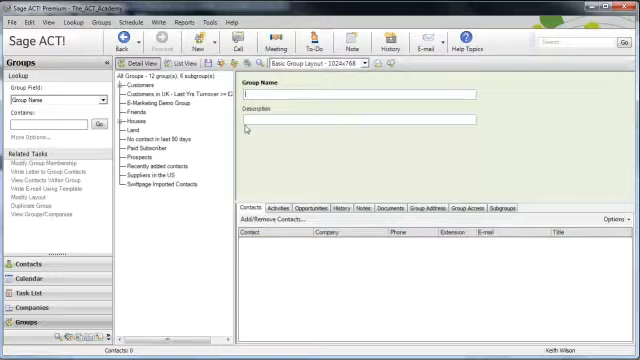 Sage ACT! Premium - The_ACT_Academy
File Edit View Lookup Groups Schedule Write Reports Tools Help
Sage ACT!
Back Forward New Call Meeting To-Do Note History E-mail Help Topics
Search Go
Groups
Detail View List View Basic Group Layout - 1024x768
Lookup
Group Field:
Group Name
Contains:
Go
More Options...
Related Tasks
Modify Group Membership
Write Letter to Group Contacts
View Contacts within Group
Write E-mail Using Template
Modify Layout
Duplicate Group
View Groups/Companies
Contacts
Calendar
Task List
Companies
Groups
All Groups - 12 group(s), 6 subgroup(s)
Customers
Customers in UK - Last Yrs Turnover >= £2
E-Marketing Demo Group
Friends
Houses
Land
No contact in last 90 days
Paid Subscriber
Prospects
Recently added contacts
Suppliers in the US
Swiftpage Imported Contacts
Group Name
Description
Contacts Activities Opportunities History Notes Documents Group Address Group Access Subgroups
Add/Remove Contacts... Options
Contact Company Phone Extension E-mail Title
Contacts: 0 Keith Wilson